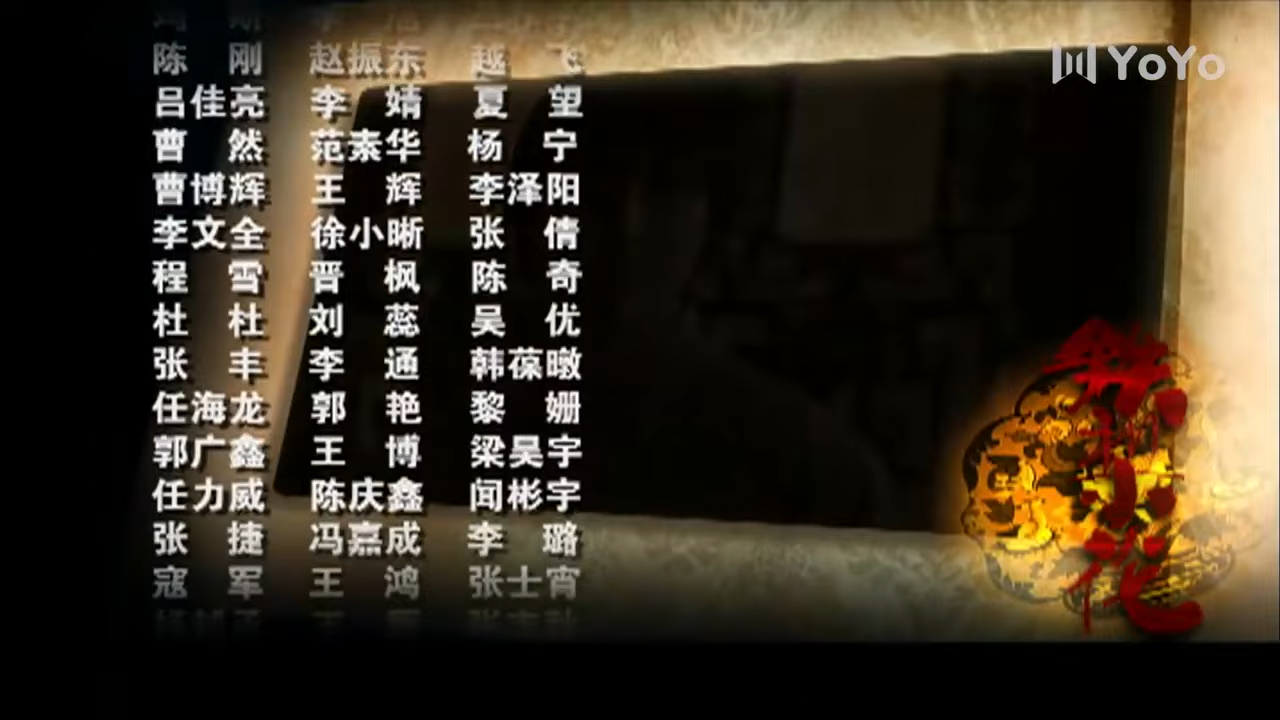 YoYo
陈 刚 赵振东 越 飞
吕佳亮 李 婧 夏 望
曹 然 范素华 杨 宁
曹博辉 王 辉 李泽阳
李文全 徐小晰 张 倩
程 雪 晋 枫 陈 奇
杜 杜 刘 蕊 吴 优
张 丰 李 通 韩葆暾
任海龙 郭 艳 黎 姗
郭广鑫 王 博 梁昊宇
任力威 陈庆鑫 闻彬宇
张 捷 冯嘉成 李 璐
寇 军 王 鸿 张士宵